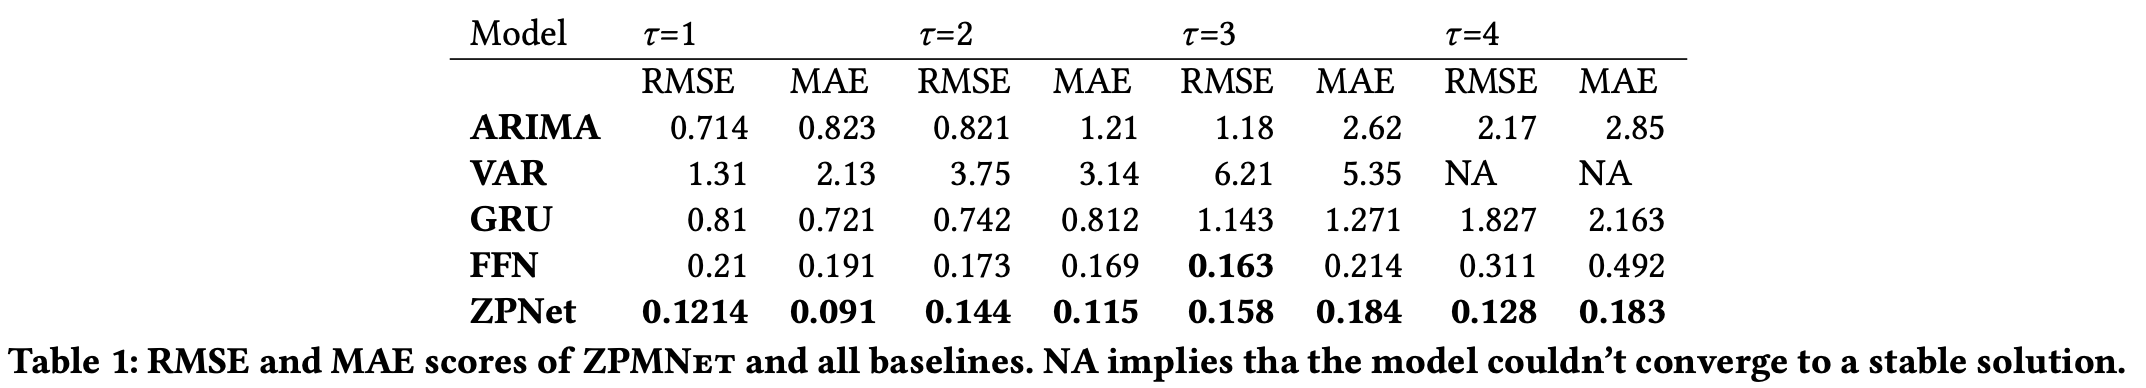 Model τ=1 τ=2 τ=3 τ=4
RMSE MAE RMSE MAE RMSE MAE RMSE MAE
ARIMA 0.714 0.823 0.821 1.21 1.18 2.62 2.17 2.85
VAR 1.31 2.13 3.75 3.14 6.21 5.35 NA NA
GRU 0.81 0.721 0.742 0.812 1.143 1.271 1.827 2.163
FFN 0.21 0.191 0.173 0.169 0.163 0.214 0.311 0.492
ZPNet 0.1214 0.091 0.144 0.115 0.158 0.184 0.128 0.183
Table 1: RMSE and MAE scores of ZPMNet and all baselines. NA implies tha the model couldn't converge to a stable solution.